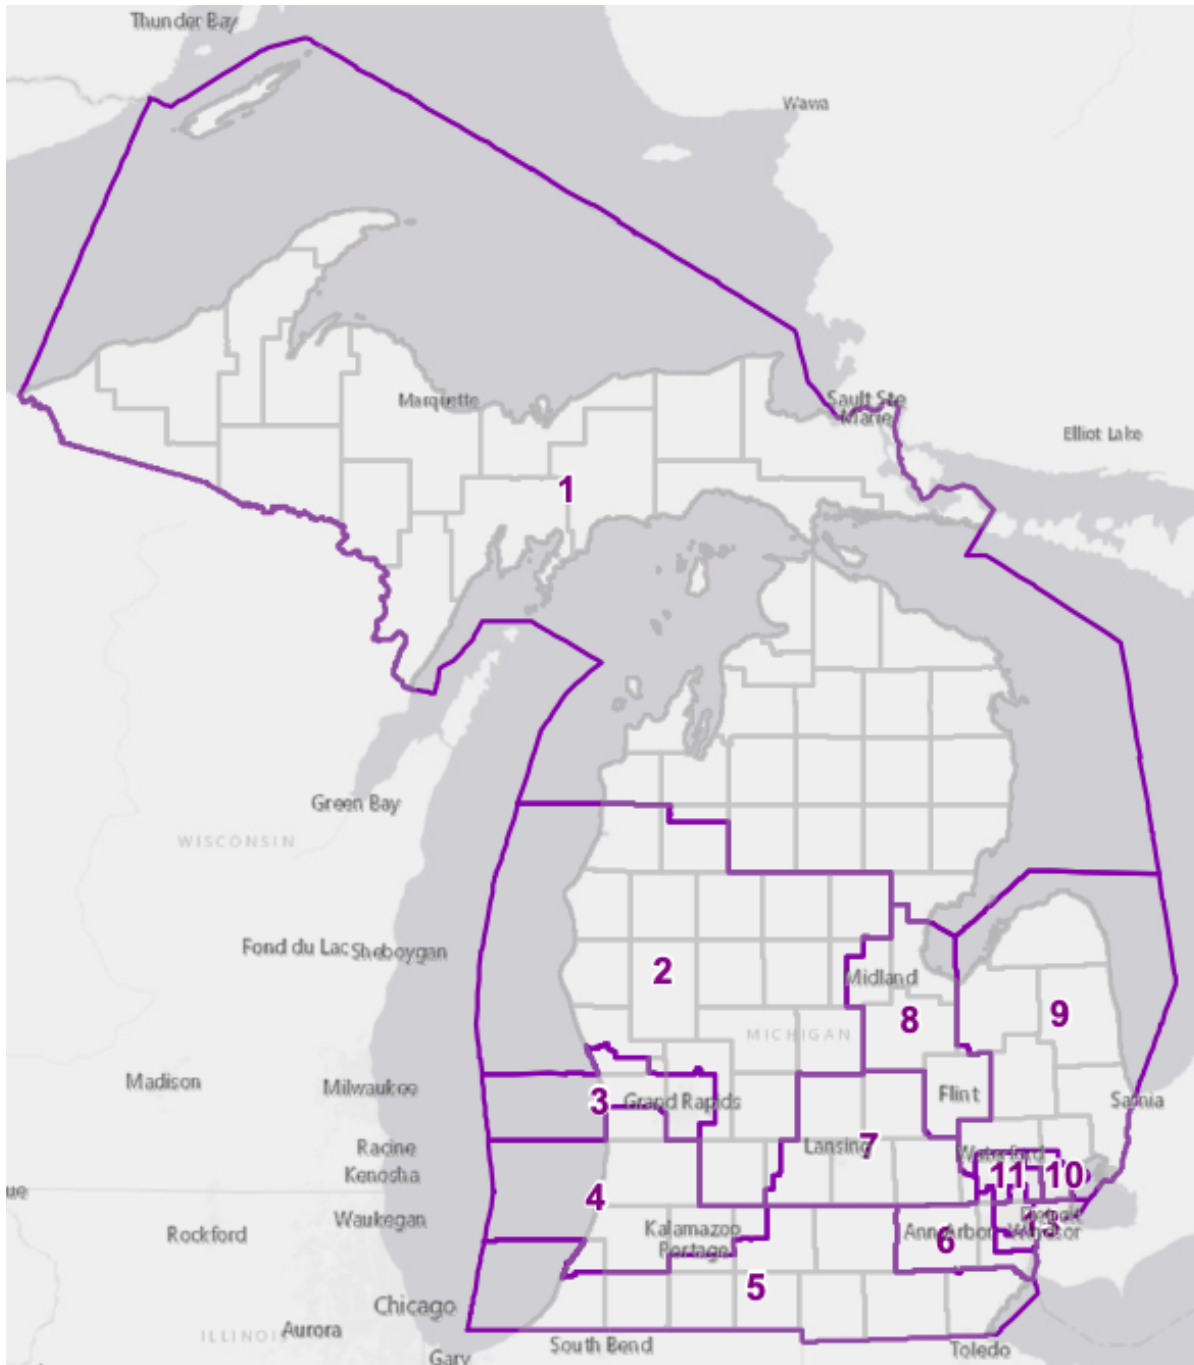 Thunder Bay
Wawa
Marquette
Sault Ste
Marie
Elliot Lake
1
Green Bay
WISCONSIN
Fond du Lac
Sheboygan
2
Midland
8
9
MICHIGAN
Madison
Milwaukee
3
Grand Rapids
Flint
Sarnia
Racine
Lansing
7
Waterford
Kenosha
11
10
ue
4
Waukegan
Rockford
Kalamazoo
Portage
Ann Arbor
6
Detroit
13
Windsor
5
Chicago
ILLINOIS
Aurora
South Bend
Toledo
Gary